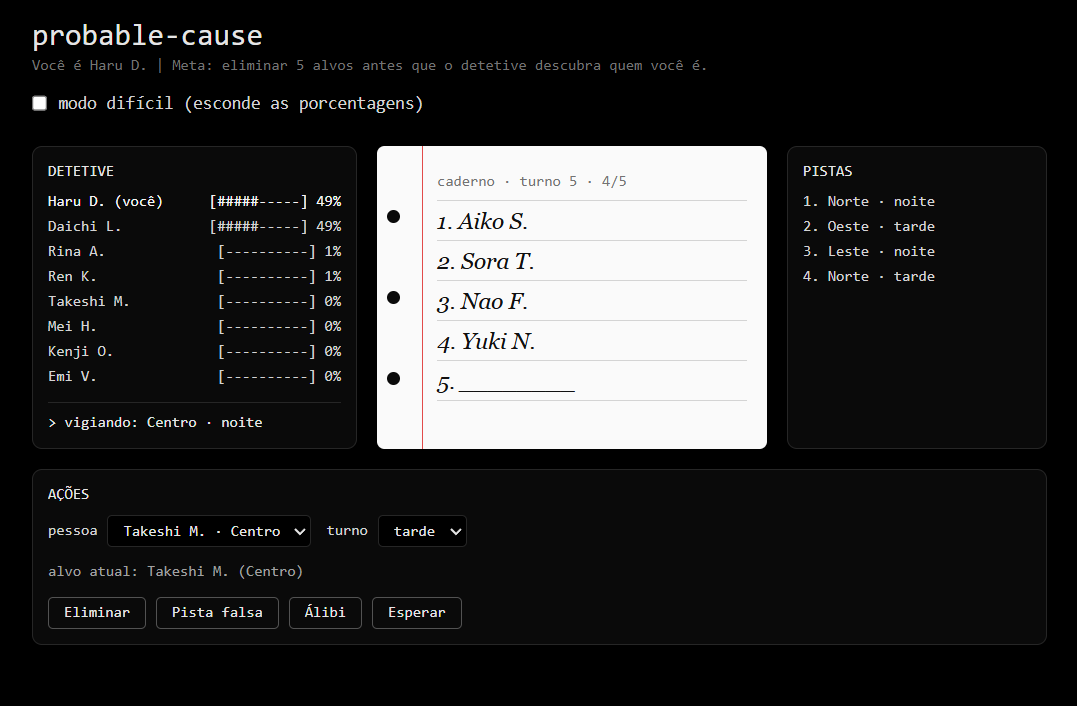 probable-cause
Você é Haru D. | Meta: eliminar 5 alvos antes que o detetive descubra quem você é.
modo difícil (esconde as porcentagens)
DETETIVE
Haru D. (você) [#####-----] 49%
Daichi L. [#####-----] 49%
Rina A. [----------] 1%
Ren K. [----------] 1%
Takeshi M. [----------] 0%
Mei H. [----------] 0%
Kenji O. [----------] 0%
Emi V. [----------] 0%
> vigiando: Centro · noite
caderno · turno 5 · 4/5
1. Aiko S.
2. Sora T.
3. Nao F.
4. Yuki N.
5. ___________
PISTAS
1. Norte · noite
2. Oeste · tarde
3. Leste · noite
4. Norte · tarde
AÇÕES
pessoa Takeshi M. · Centro turno tarde
alvo atual: Takeshi M. (Centro)
Eliminar Pista falsa Álibi Esperar